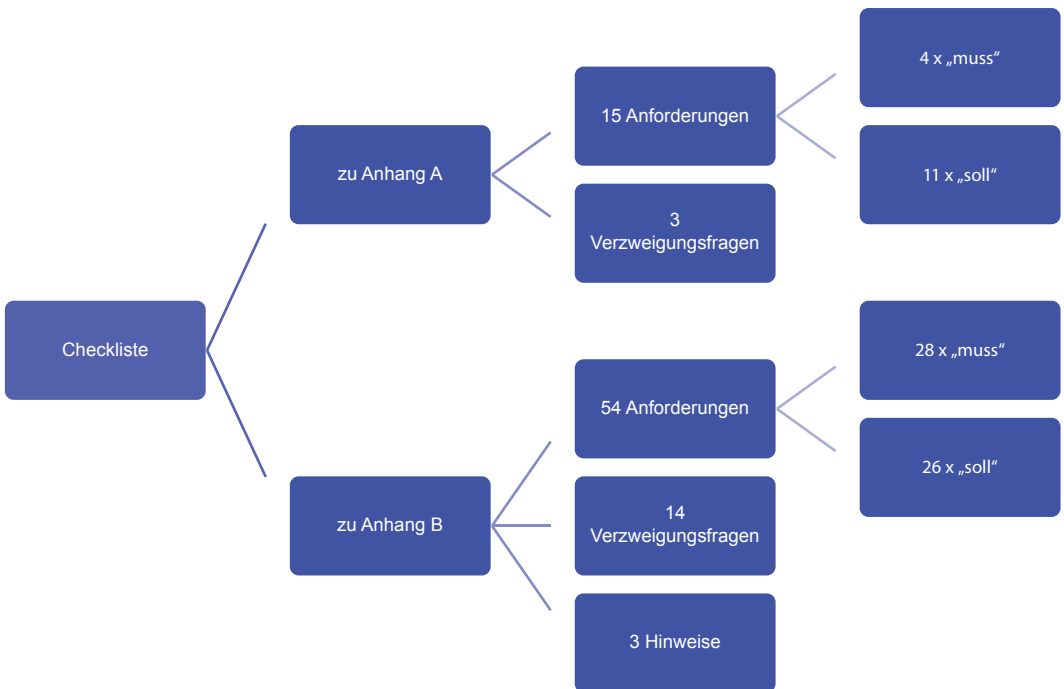 Checkliste
zu Anhang A
15 Anforderungen
4 x „muss“
11 x „soll“
3
Verzweigungsfragen
zu Anhang B
54 Anforderungen
28 x „muss“
26 x „soll“
14
Verzweigungsfragen
3 Hinweise